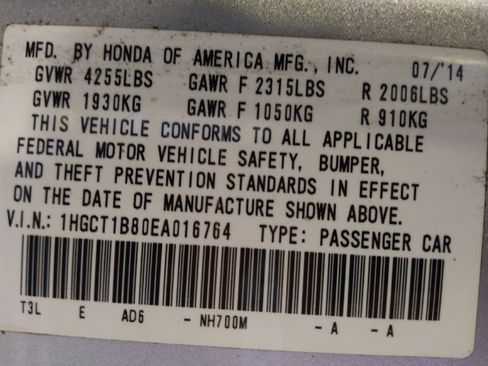 MFD. BY HONDA OF AMERICA MFG., INC. 07/'14
GVWR 4255LBS GAWR F 2315LBS R 2006LBS
GVWR 1930KG GAWR F 1050KG R 910KG
THIS VEHICLE CONFORMS TO ALL APPLICABLE
FEDERAL MOTOR VEHICLE SAFETY, BUMPER,
AND THEFT PREVENTION STANDARDS IN EFFECT
ON THE DATE OF MANUFACTURE SHOWN ABOVE.
V.I.N.: 1HGCT1B80EA016764 TYPE: PASSENGER CAR
T3L E AD6 - NH700M - A - A